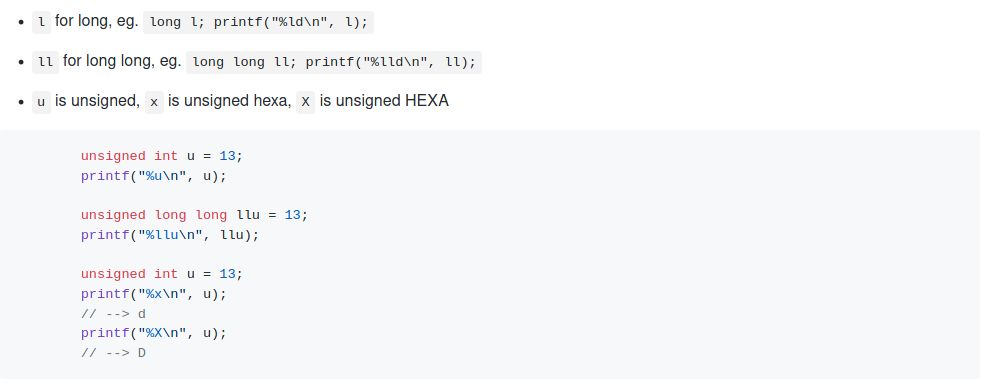 l for long, eg. long l; printf("%ld\n", l);
ll for long long, eg. long long ll; printf("%lld\n", ll);
u is unsigned, x is unsigned hexa, X is unsigned HEXA
unsigned int u = 13;
printf("%u\n", u);
unsigned long long llu = 13;
printf("%llu\n", llu);
unsigned int u = 13;
printf("%x\n", u);
// --> d
printf("%X\n", u);
// --> D